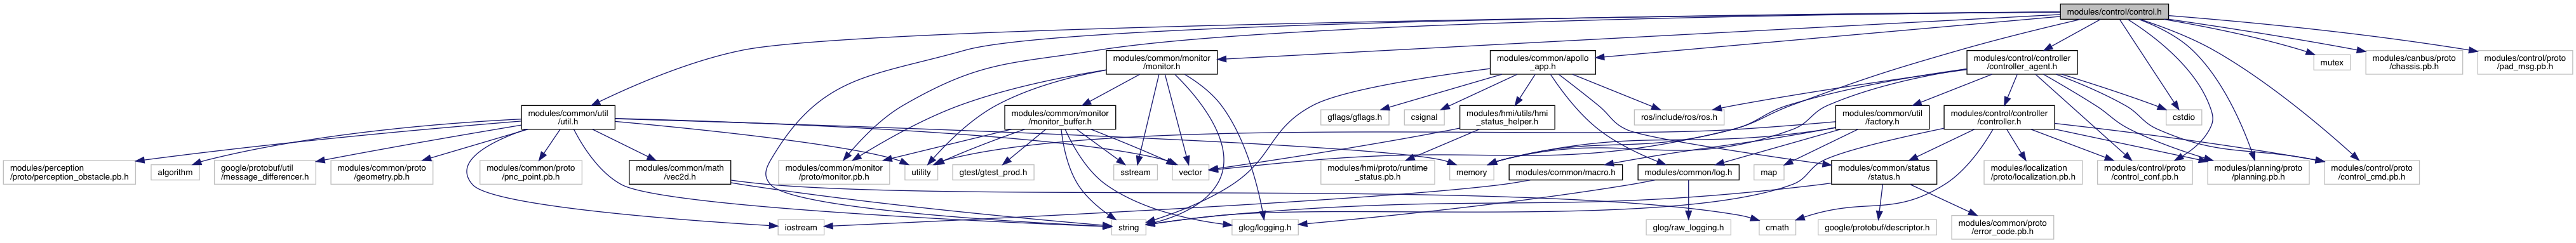 modules/control/control.h
modules/common/monitor
/monitor.h
modules/common/apollo
_app.h
modules/control/controller
/controller_agent.h
mutex
modules/canbus/proto
/chassis.pb.h
modules/control/proto
/pad_msg.pb.h
modules/common/util
/util.h
modules/common/monitor
/monitor_buffer.h
gflags/gflags.h
csignal
modules/hmi/utils/hmi
_status_helper.h
ros/include/ros/ros.h
modules/common/util
/factory.h
modules/control/controller
/controller.h
cstdio
modules/perception
/proto/perception_obstacle.pb.h
algorithm
google/protobuf/util
/message_differencer.h
modules/common/proto
/geometry.pb.h
modules/common/proto
/pnc_point.pb.h
modules/common/math
/vec2d.h
modules/common/monitor
/proto/monitor.pb.h
utility
gtest/gtest_prod.h
sstream
vector
modules/hmi/proto/runtime
_status.pb.h
memory
modules/common/macro.h
modules/common/log.h
map
modules/common/status
/status.h
modules/localization
/proto/localization.pb.h
modules/control/proto
/control_conf.pb.h
modules/planning/proto
/planning.pb.h
modules/control/proto
/control_cmd.pb.h
iostream
string
glog/logging.h
glog/raw_logging.h
cmath
google/protobuf/descriptor.h
modules/common/proto
/error_code.pb.h